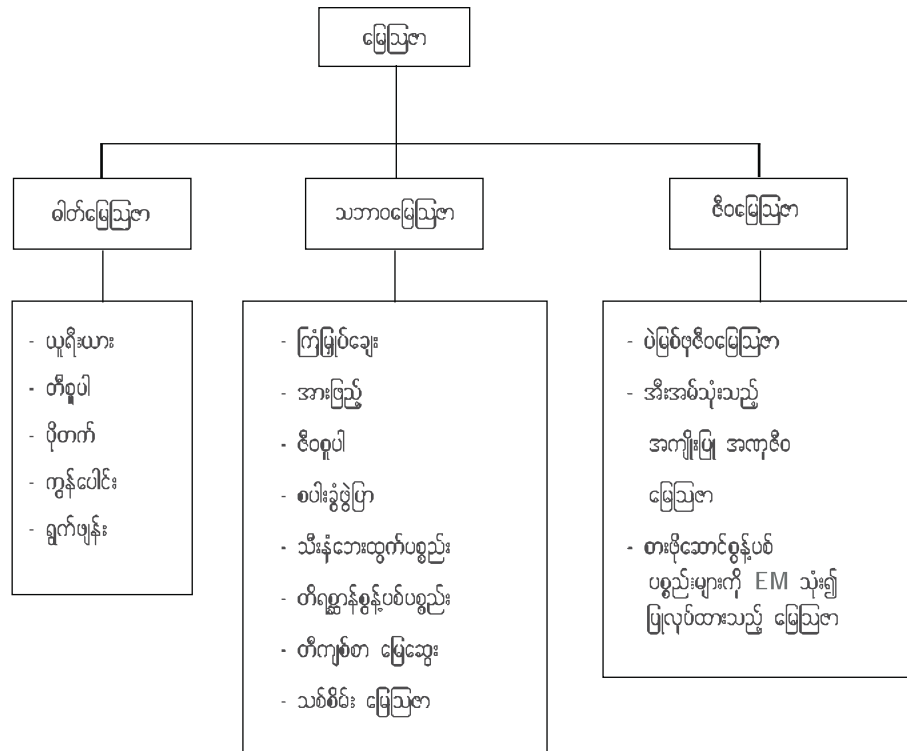 မြေသြဇာ
ဓါတ်မြေသြဇာ
သဘာဝမြေသြဇာ
ဇီဝမြေသြဇာ
- ယူရီးယား
- တီစူပါ
- ပိုတက်
- ကွန်ပေါင်း
- ရွက်ဖျန်း
- ကြံမှုပ်ချေး
- အားဖြည့်
- ဇီဝစူပါ
- စပါးခွံဖွဲပြာ
- သီးနှံဘေးထွက်ပစ္စည်း
- တိရစ္ဆာန်စွန့်ပစ်ပစ္စည်း
- တီကျစ်စာ မြေဆွေး
- သစ်စိမ်း မြေသြဇာ
- ပဲမြစ်ဖုဇီဝမြေသြဇာ
- အီးအမ်သုံးသည့်
အကျိုးပြု အဏုဇီဝ
မြေသြဇာ
- စားဖိုဆောင်စွန့်ပစ်
ပစ္စည်းများကို EM သုံး၍
ပြုလုပ်ထားသည့် မြေသြဇာ